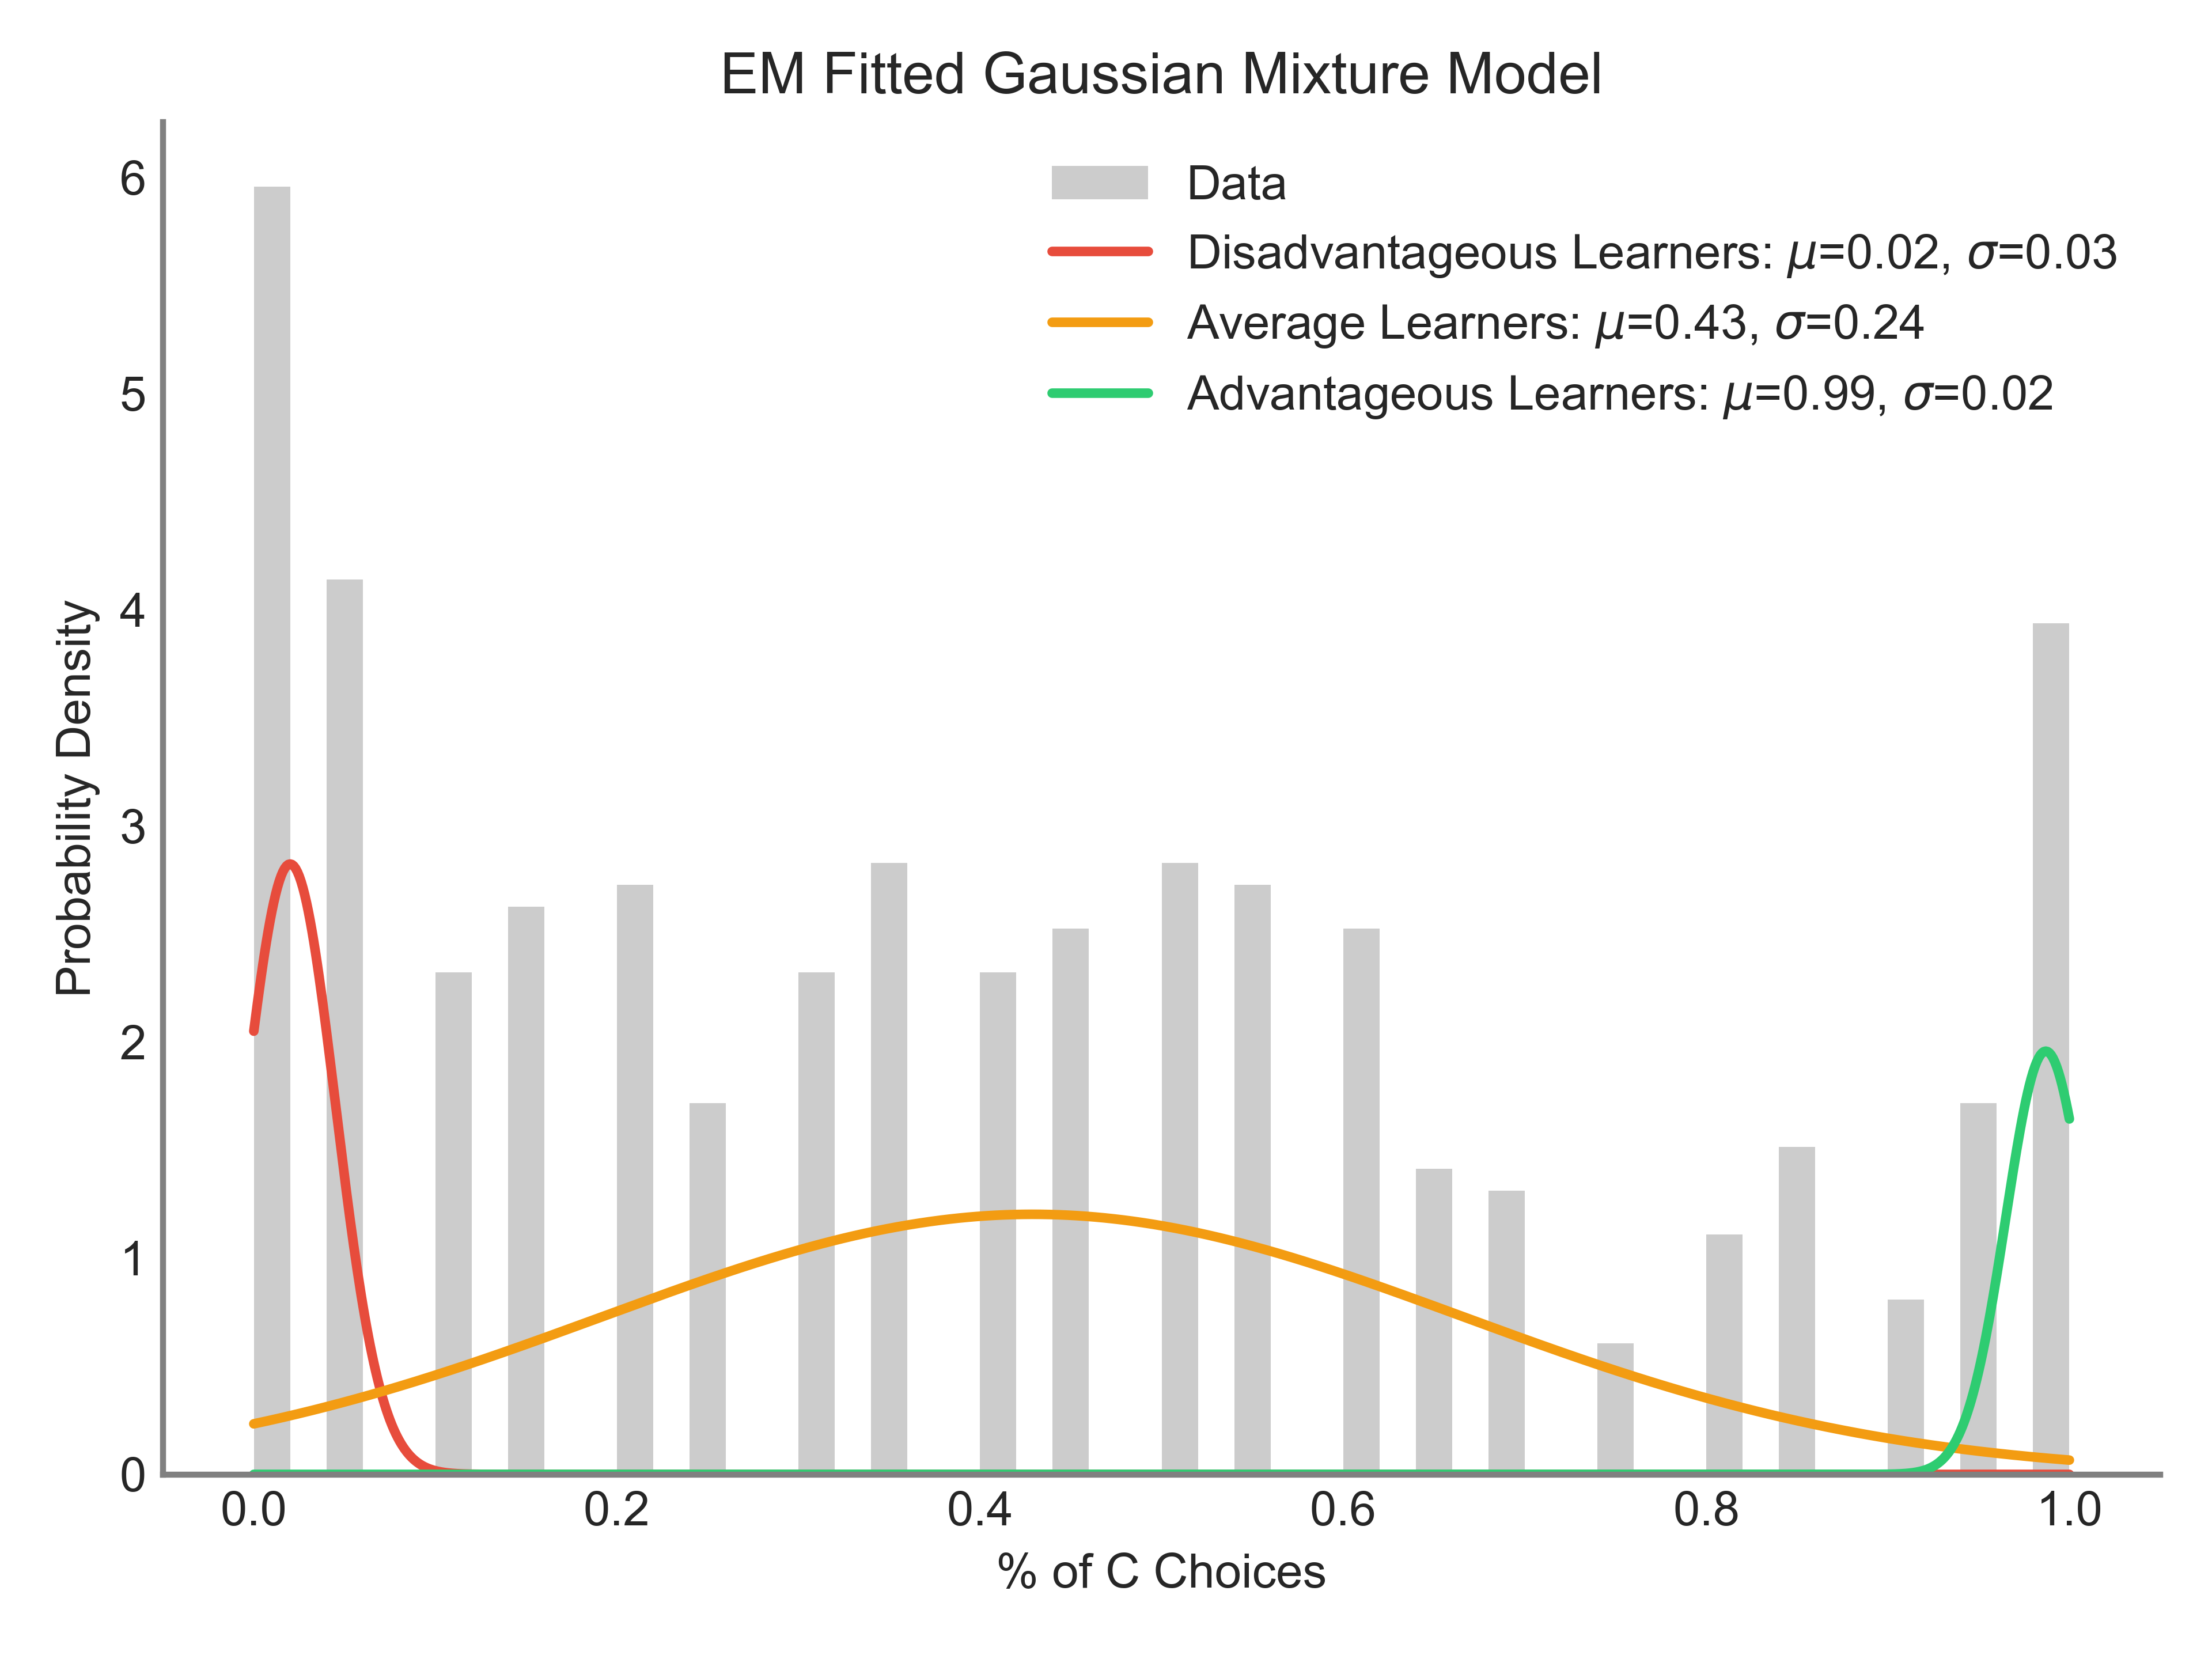 EM Fitted Gaussian Mixture Model
Data
Disadvantageous Learners: μ=0.02, σ=0.03
Average Learners: μ=0.43, σ=0.24
Advantageous Learners: μ=0.99, σ=0.02
Probability Density
6
5
4
3
2
1
0
0.0 0.2 0.4 0.6 0.8 1.0
% of C Choices